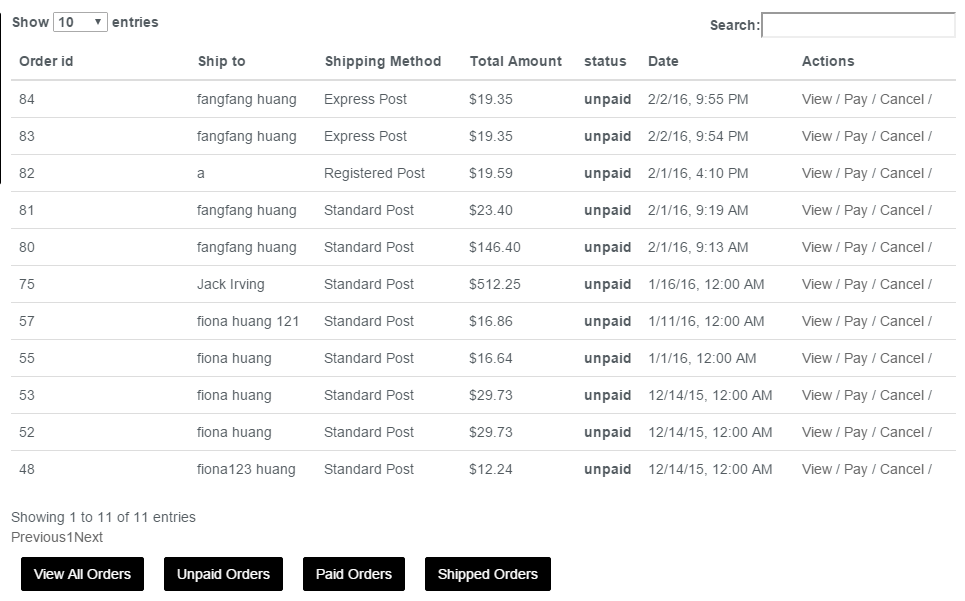 Show 10 entries Search:
Order id Ship to Shipping Method Total Amount status Date Actions
84 fangfang huang Express Post $19.35 unpaid 2/2/16, 9:55 PM View / Pay / Cancel /
83 fangfang huang Express Post $19.35 unpaid 2/2/16, 9:54 PM View / Pay / Cancel /
82 a Registered Post $19.59 unpaid 2/1/16, 4:10 PM View / Pay / Cancel /
81 fangfang huang Standard Post $23.40 unpaid 2/1/16, 9:19 AM View / Pay / Cancel /
80 fangfang huang Standard Post $146.40 unpaid 2/1/16, 9:13 AM View / Pay / Cancel /
75 Jack Irving Standard Post $512.25 unpaid 1/16/16, 12:00 AM View / Pay / Cancel /
57 fiona huang 121 Standard Post $16.86 unpaid 1/11/16, 12:00 AM View / Pay / Cancel /
55 fiona huang Standard Post $16.64 unpaid 1/1/16, 12:00 AM View / Pay / Cancel /
53 fiona huang Standard Post $29.73 unpaid 12/14/15, 12:00 AM View / Pay / Cancel /
52 fiona huang Standard Post $29.73 unpaid 12/14/15, 12:00 AM View / Pay / Cancel /
48 fiona123 huang Standard Post $12.24 unpaid 12/14/15, 12:00 AM View / Pay / Cancel /
Showing 1 to 11 of 11 entries
Previous1Next
View All Orders Unpaid Orders Paid Orders Shipped Orders